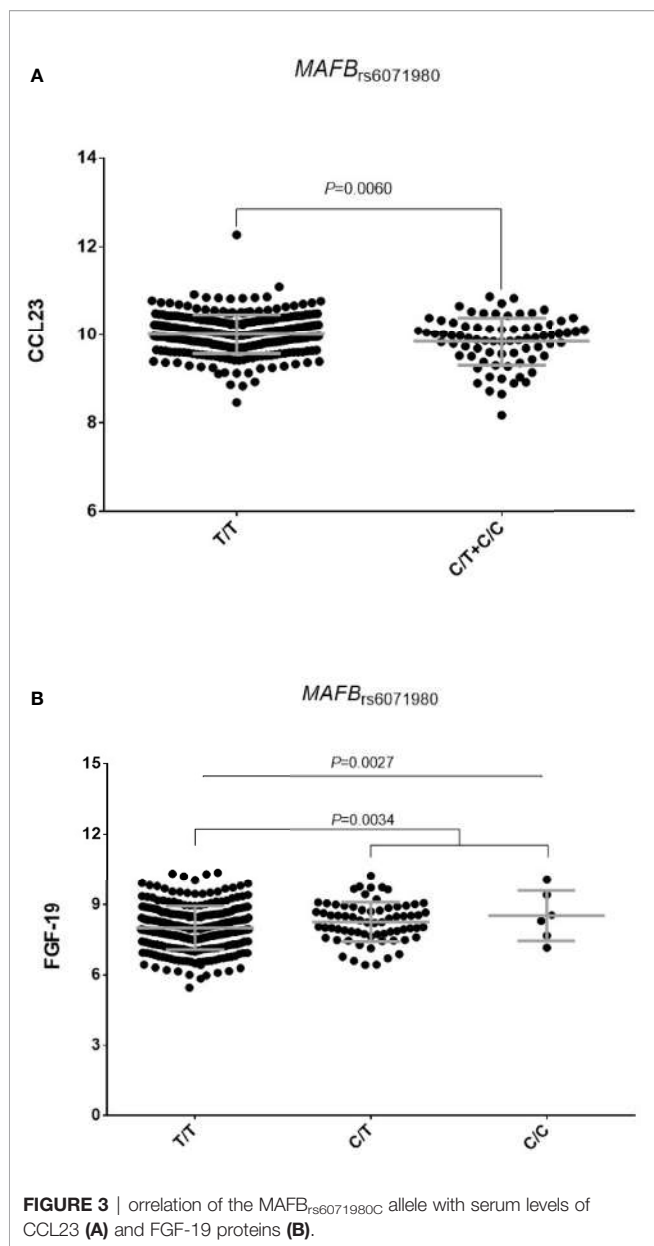 A
MAFBrs6071980
14
P=0.0060
12
CCL23
10
8
6
T/T
C/T+C/C
B
MAFBrs6071980
15
P=0.0027
12
P=0.0034
FGF-19
9
6
3
0
T/T
C/T
C/C
FIGURE 3 | orrelation of the MAFBrs6071980C allele with serum levels of
CCL23 (A) and FGF-19 proteins (B).